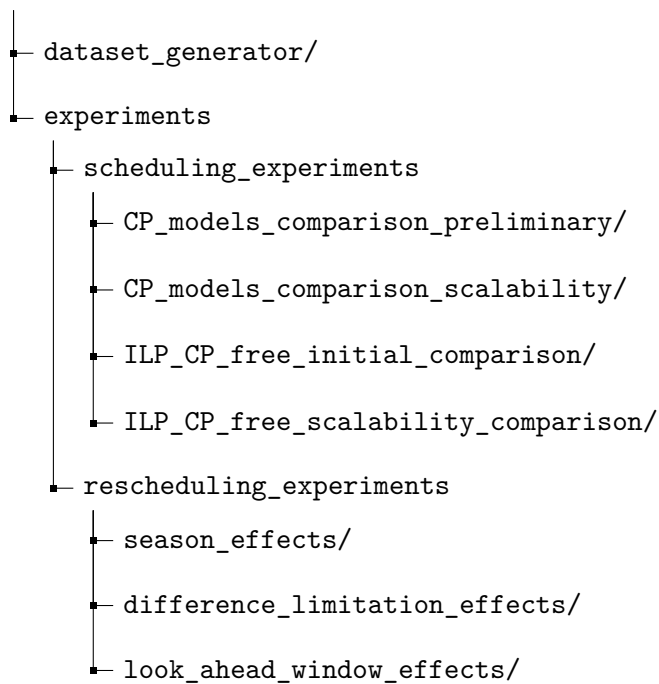 dataset_generator/
experiments
scheduling_experiments
CP_models_comparison_preliminary/
CP_models_comparison_scalability/
ILP_CP_free_initial_comparison/
ILP_CP_free_scalability_comparison/
rescheduling_experiments
season_effects/
difference_limitation_effects/
look_ahead_window_effects/